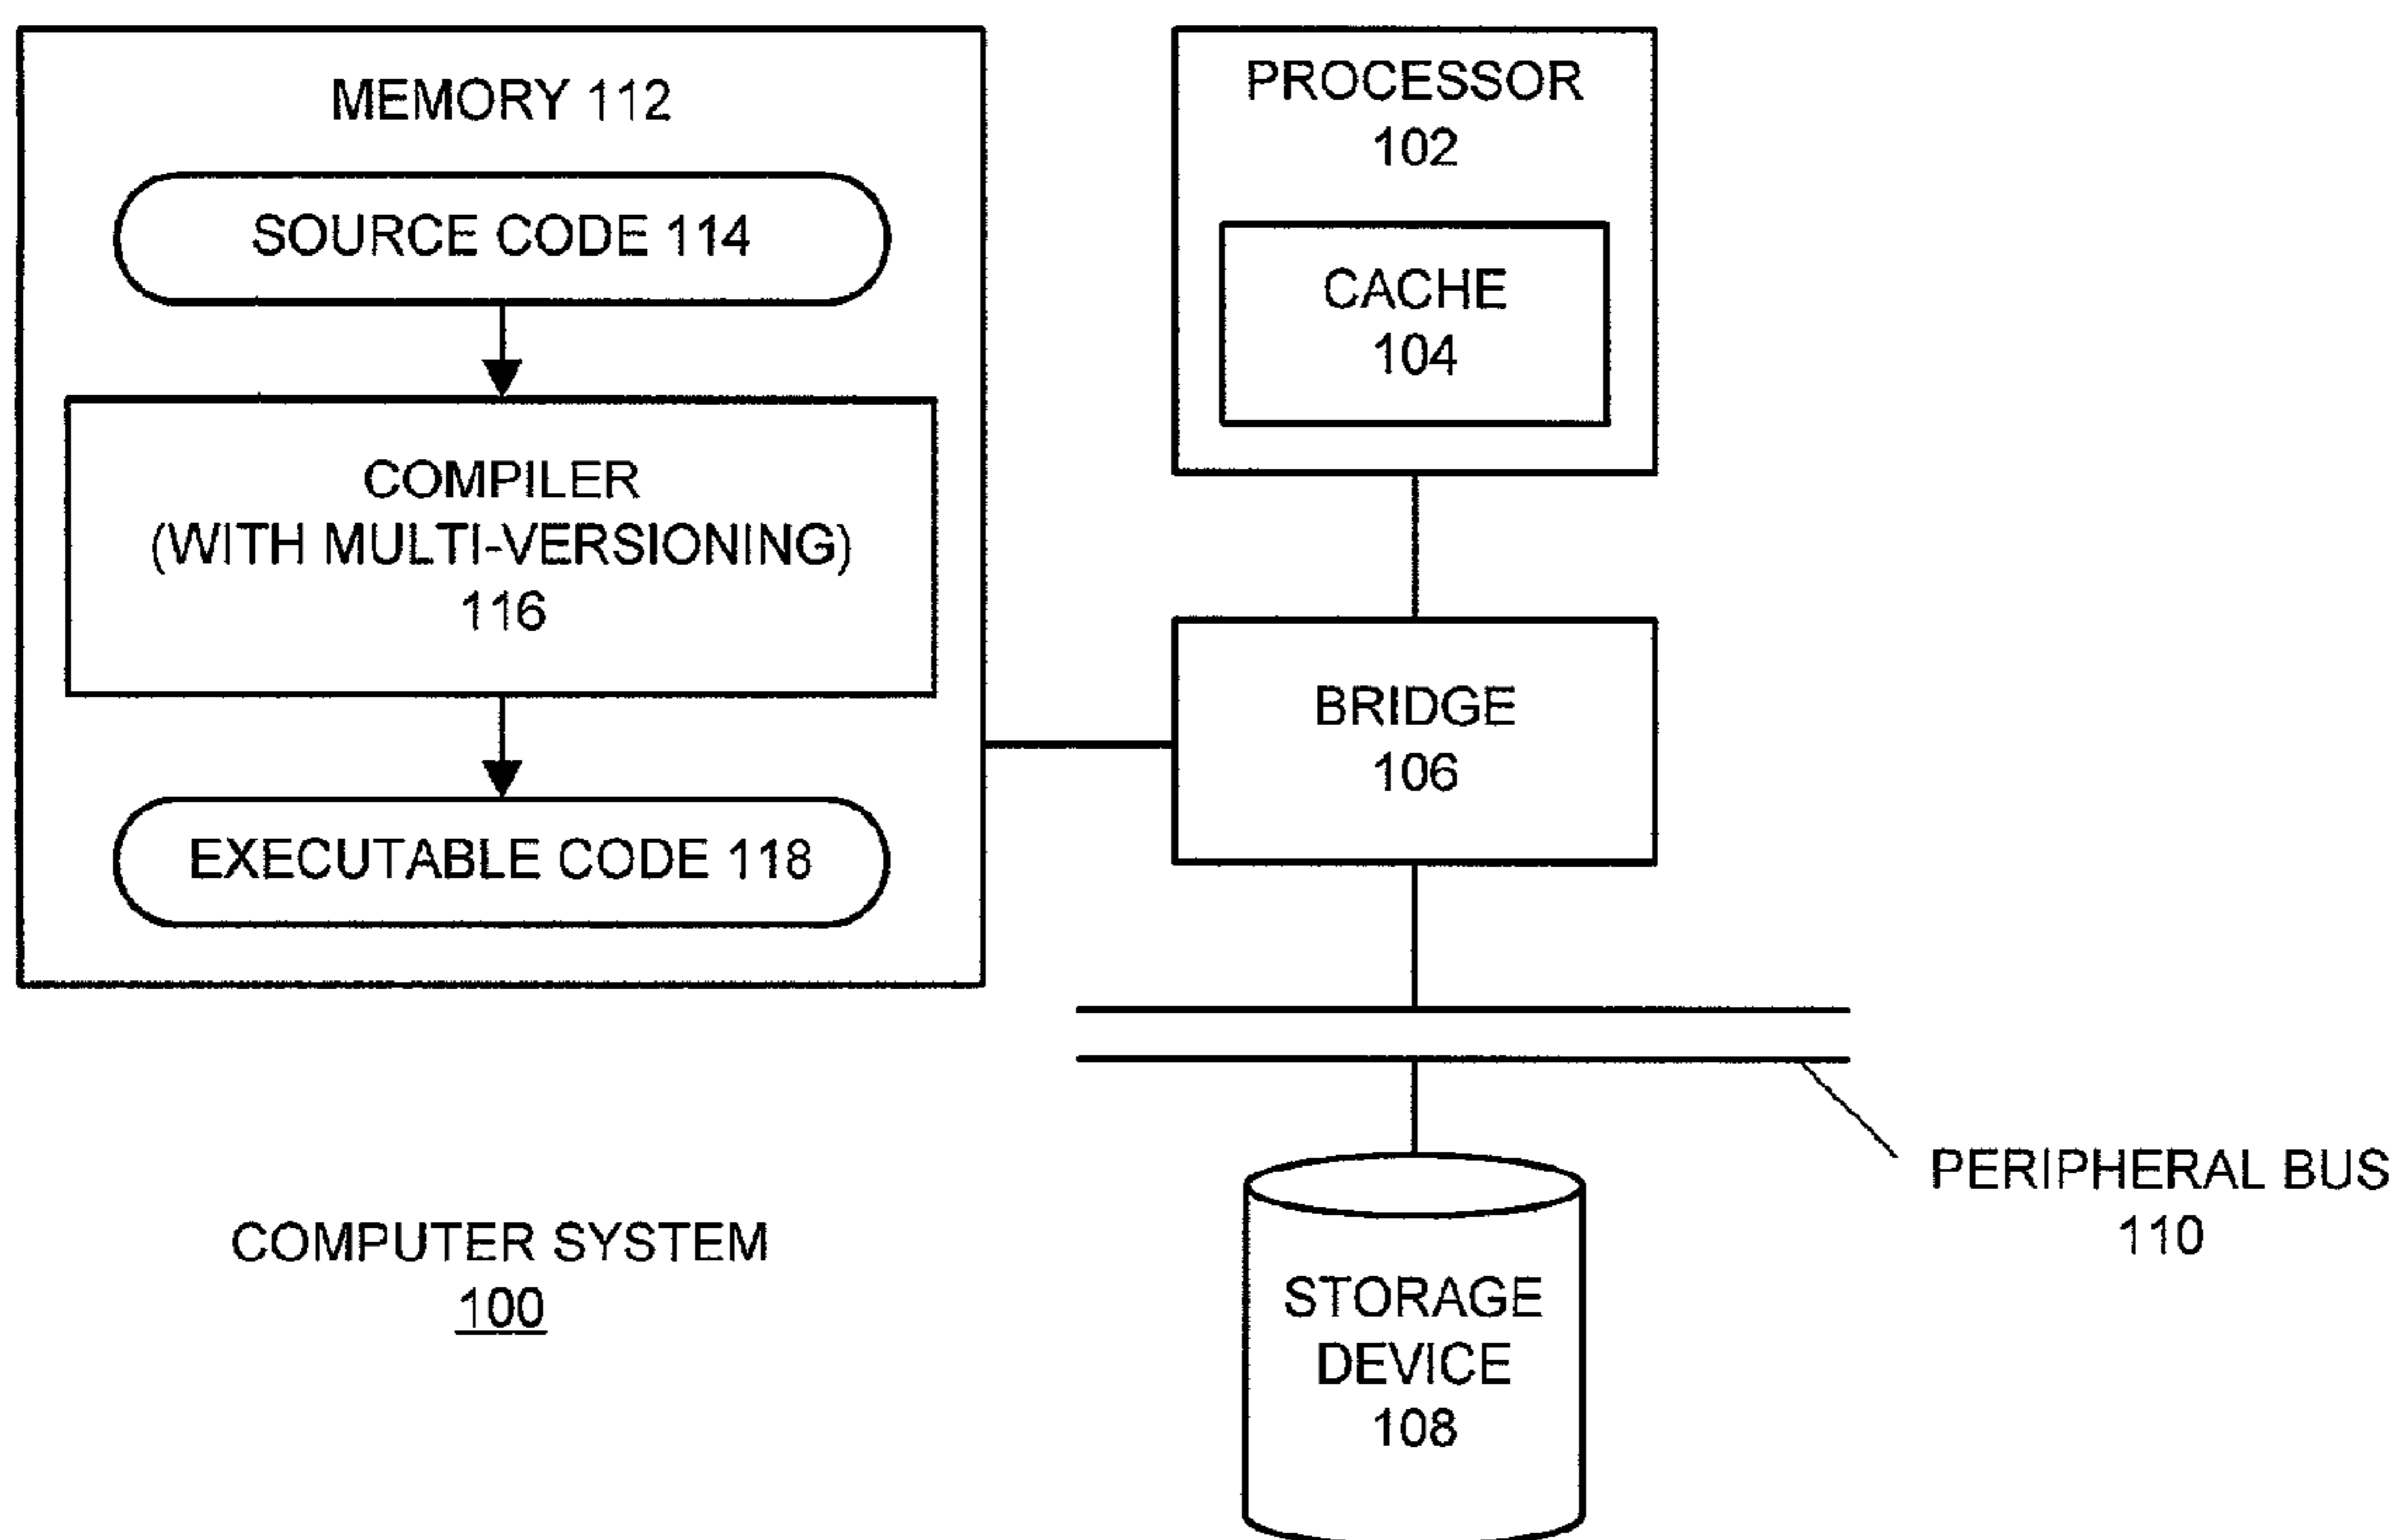 MEMORY 112
SOURCE CODE 114
COMPILER
(WITH MULTI-VERSIONING)
116
EXECUTABLE CODE 118
PROCESSOR
102
CACHE
104
BRIDGE
106
PERIPHERAL BUS
110
STORAGE
DEVICE
108
COMPUTER SYSTEM
100